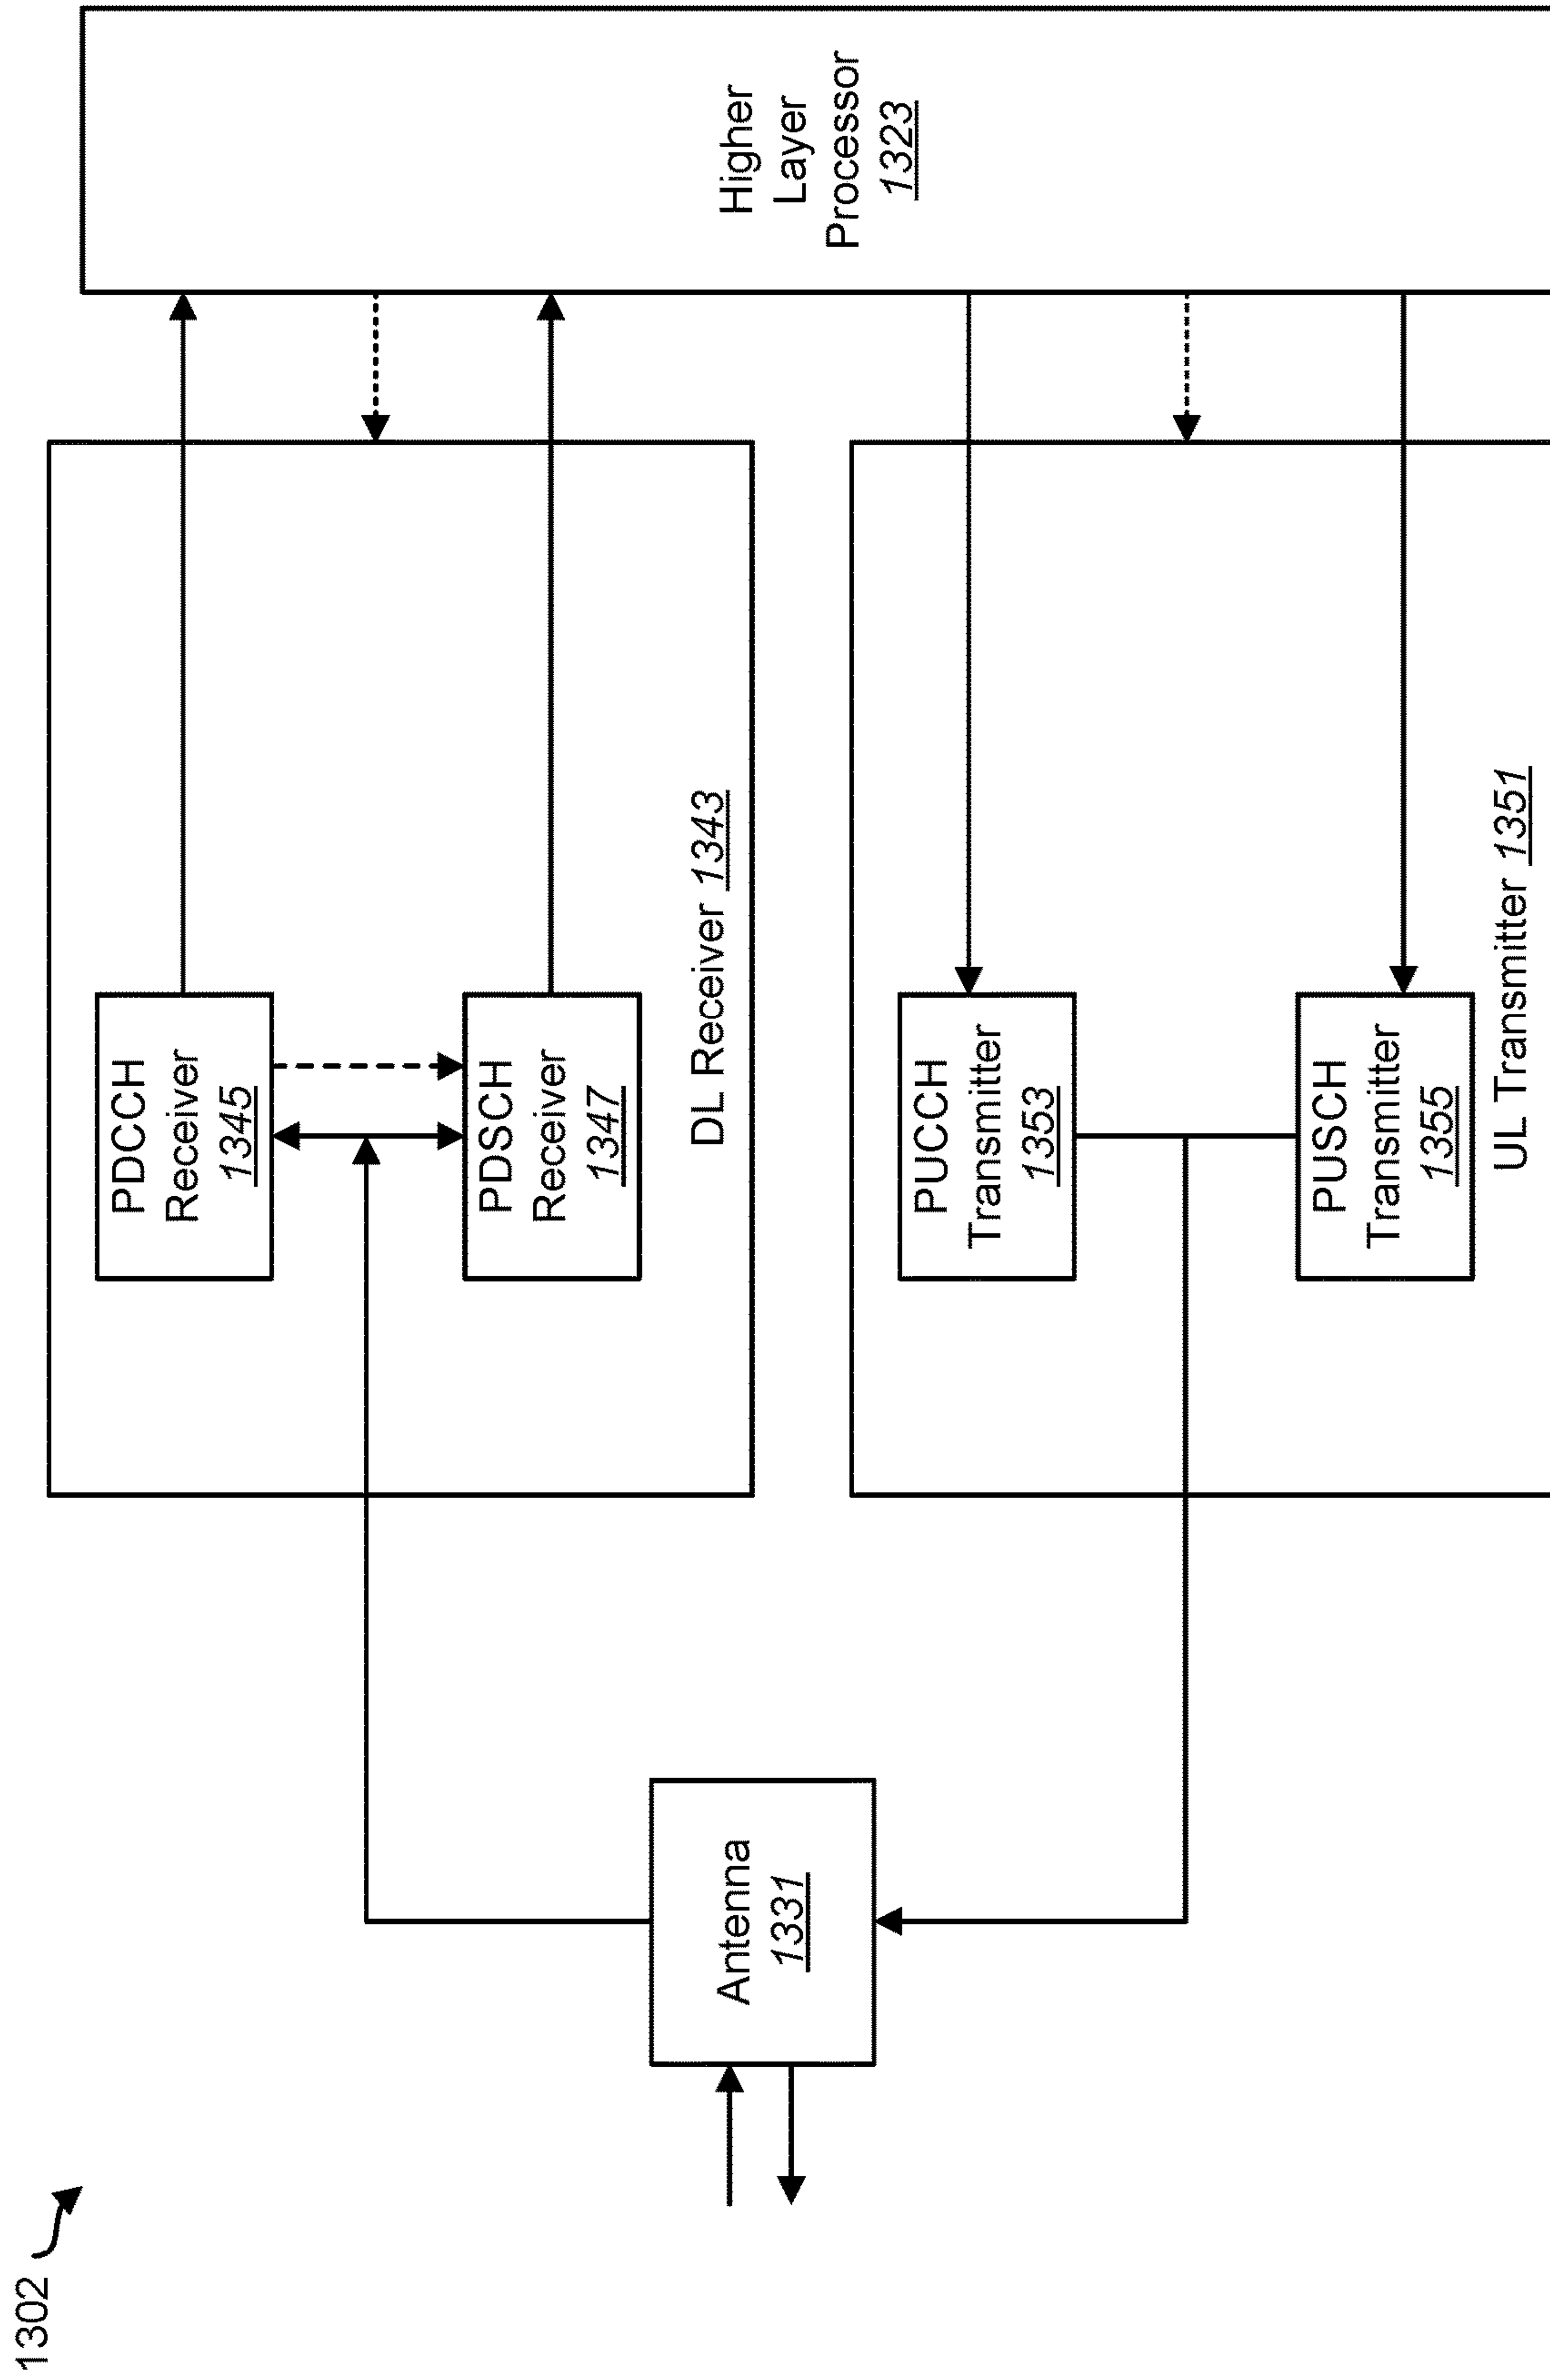 1302
Antenna
1331
PDCCH
Receiver
1345
PDSCH
Receiver
1347
DL Receiver 1343
PUCCH
Transmitter
1353
PUSCH
Transmitter
1355
UL Transmitter 1351
Higher
Layer
Processor
1323